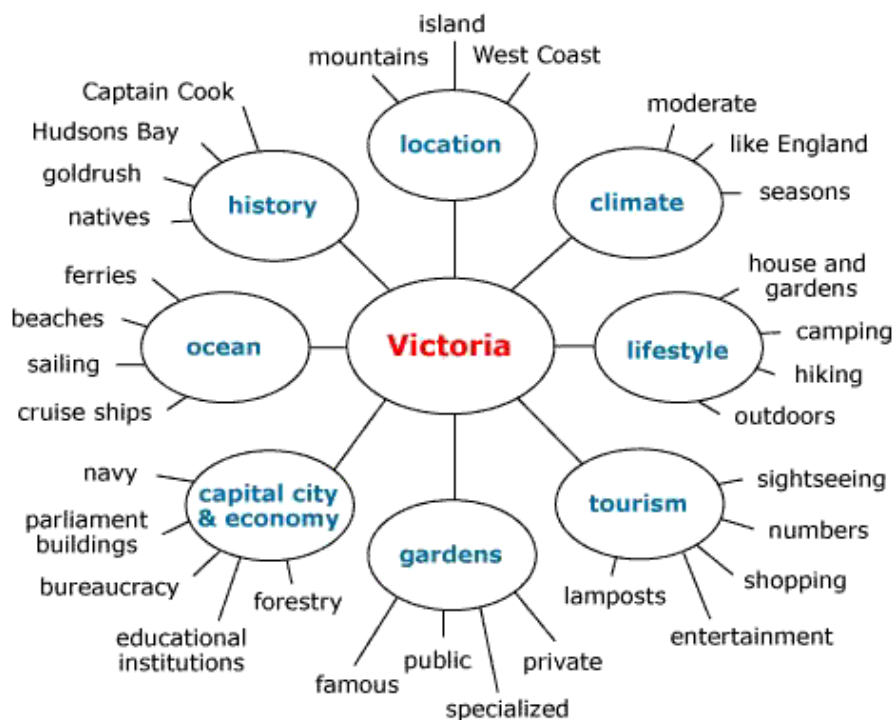 island
mountains
West Coast
location
Captain Cook
Hudsons Bay
goldrush
natives
history
moderate
like England
seasons
climate
ferries
beaches
sailing
cruise ships
ocean
Victoria
house and
gardens
camping
hiking
outdoors
lifestyle
navy
parliament
buildings
bureaucracy
educational
institutions
forestry
capital city
& economy
gardens
famous
public
specialized
private
tourism
sightseeing
numbers
shopping
entertainment
lamposts